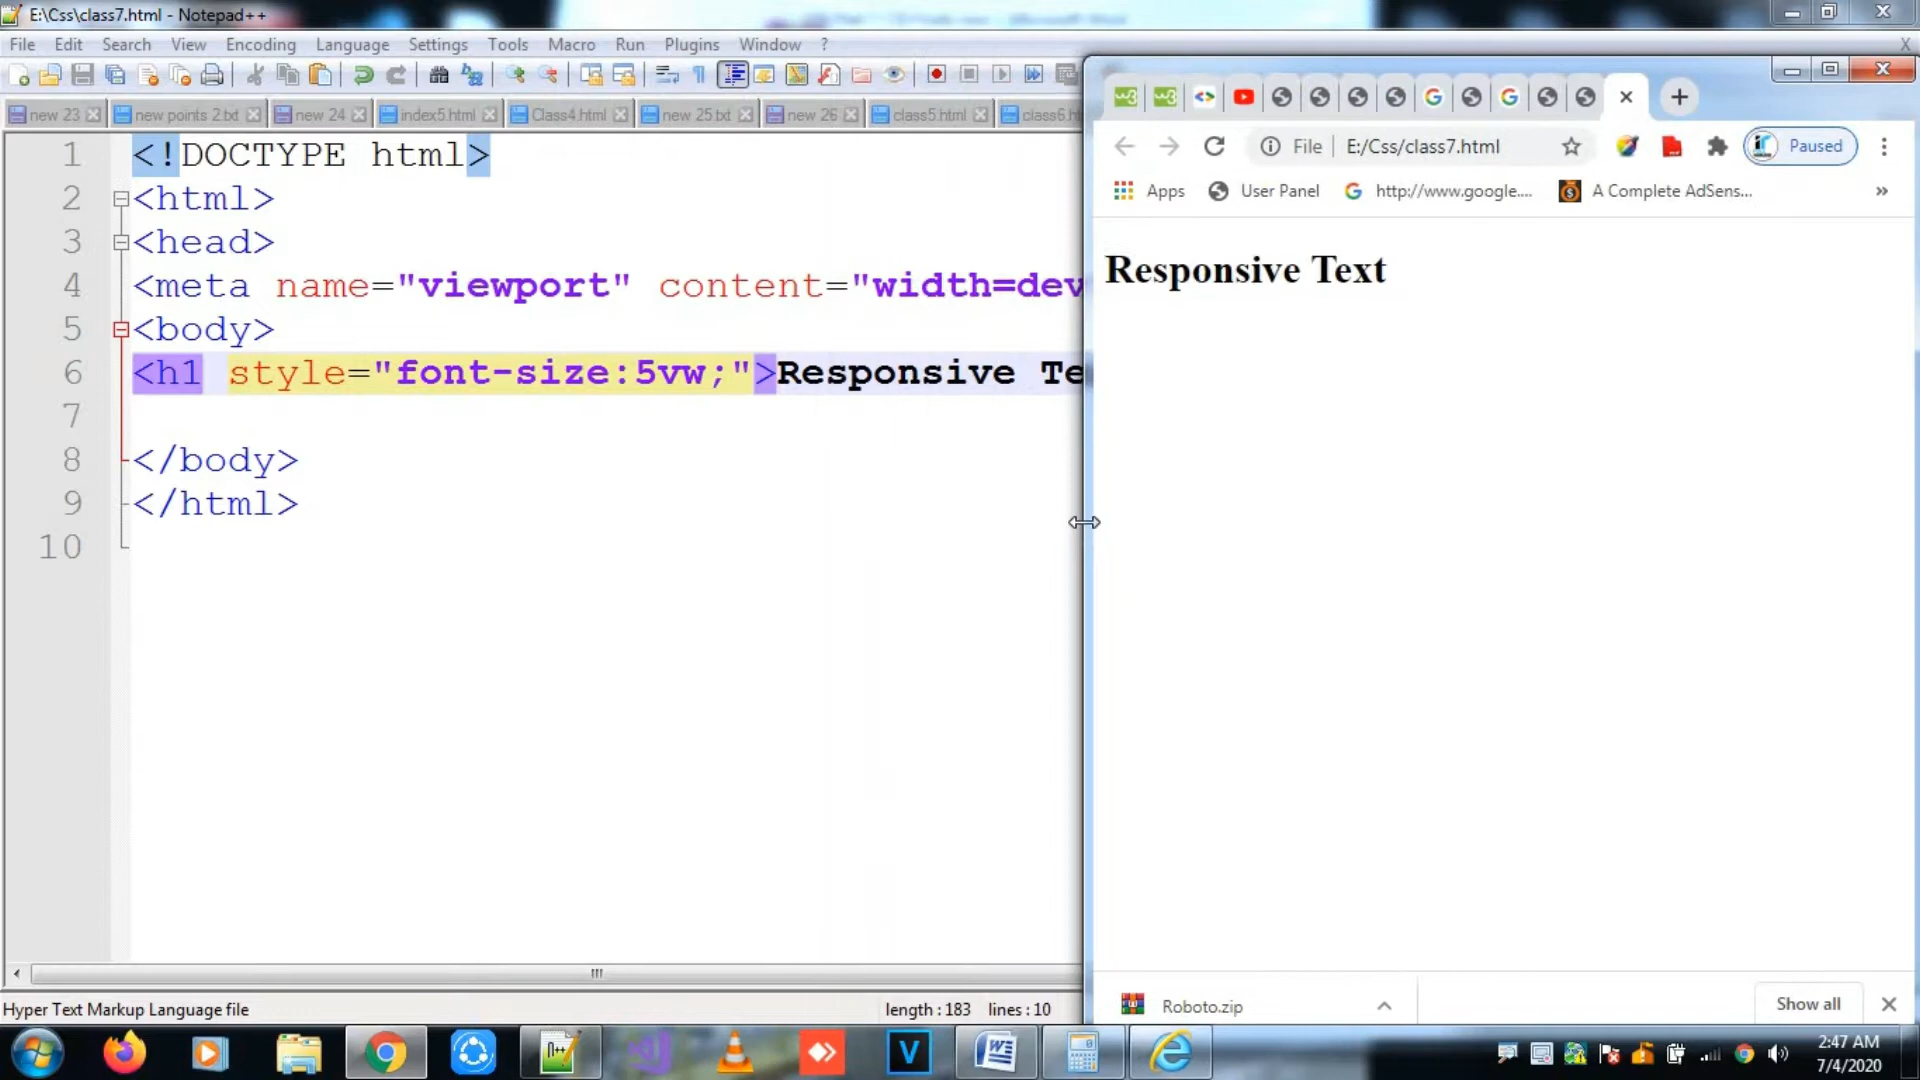 E:\Css\class7.html - Notepad++
File Edit Search View Encoding Language Settings Tools Macro Run Plugins Window ?
X
new 23
new points 2.txt
new 24
index5.html
Class4.html
new 25.txt
new 26
class5.html
class6.h
1 <!DOCTYPE html>
2 <html>
3 <head>
4 <meta name="viewport" content="width=dev
5 <body>
6 <h1 style="font-size:5vw;">Responsive Te
7
8 </body>
9 </html>
10
Hyper Text Markup Language file
length : 183 lines : 10
File E:/Css/class7.html
Paused
Apps User Panel http://www.google.... A Complete AdSens... »
Responsive Text
Roboto.zip
Show all
2:47 AM
7/4/2020